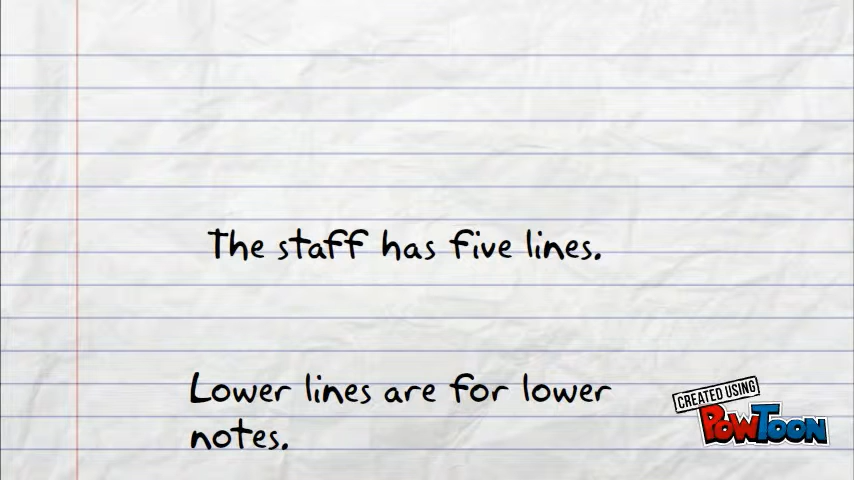 The staff has five lines.
Lower lines are for lower
notes.
CREATED USING
POWTOON